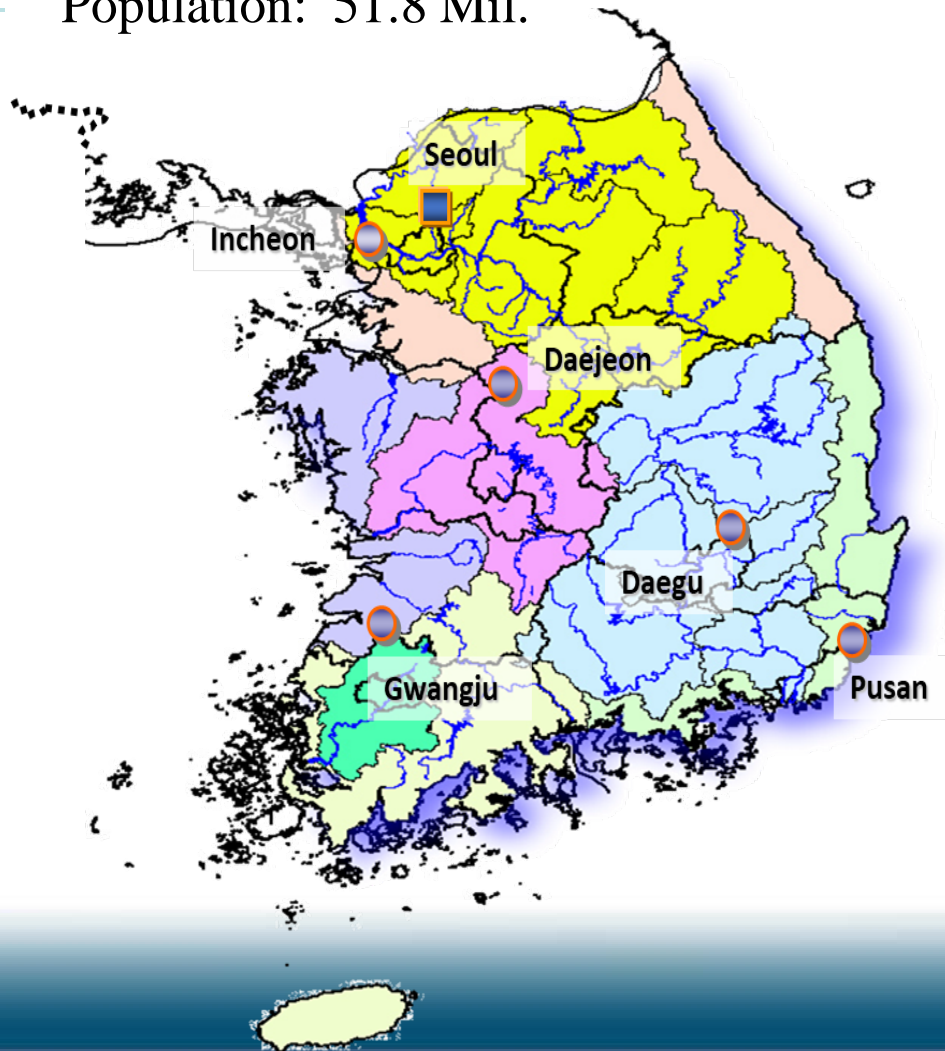 Population: 51.8 Mil.
Seoul
Incheon
Daejeon
Daegu
Gwangju
Pusan